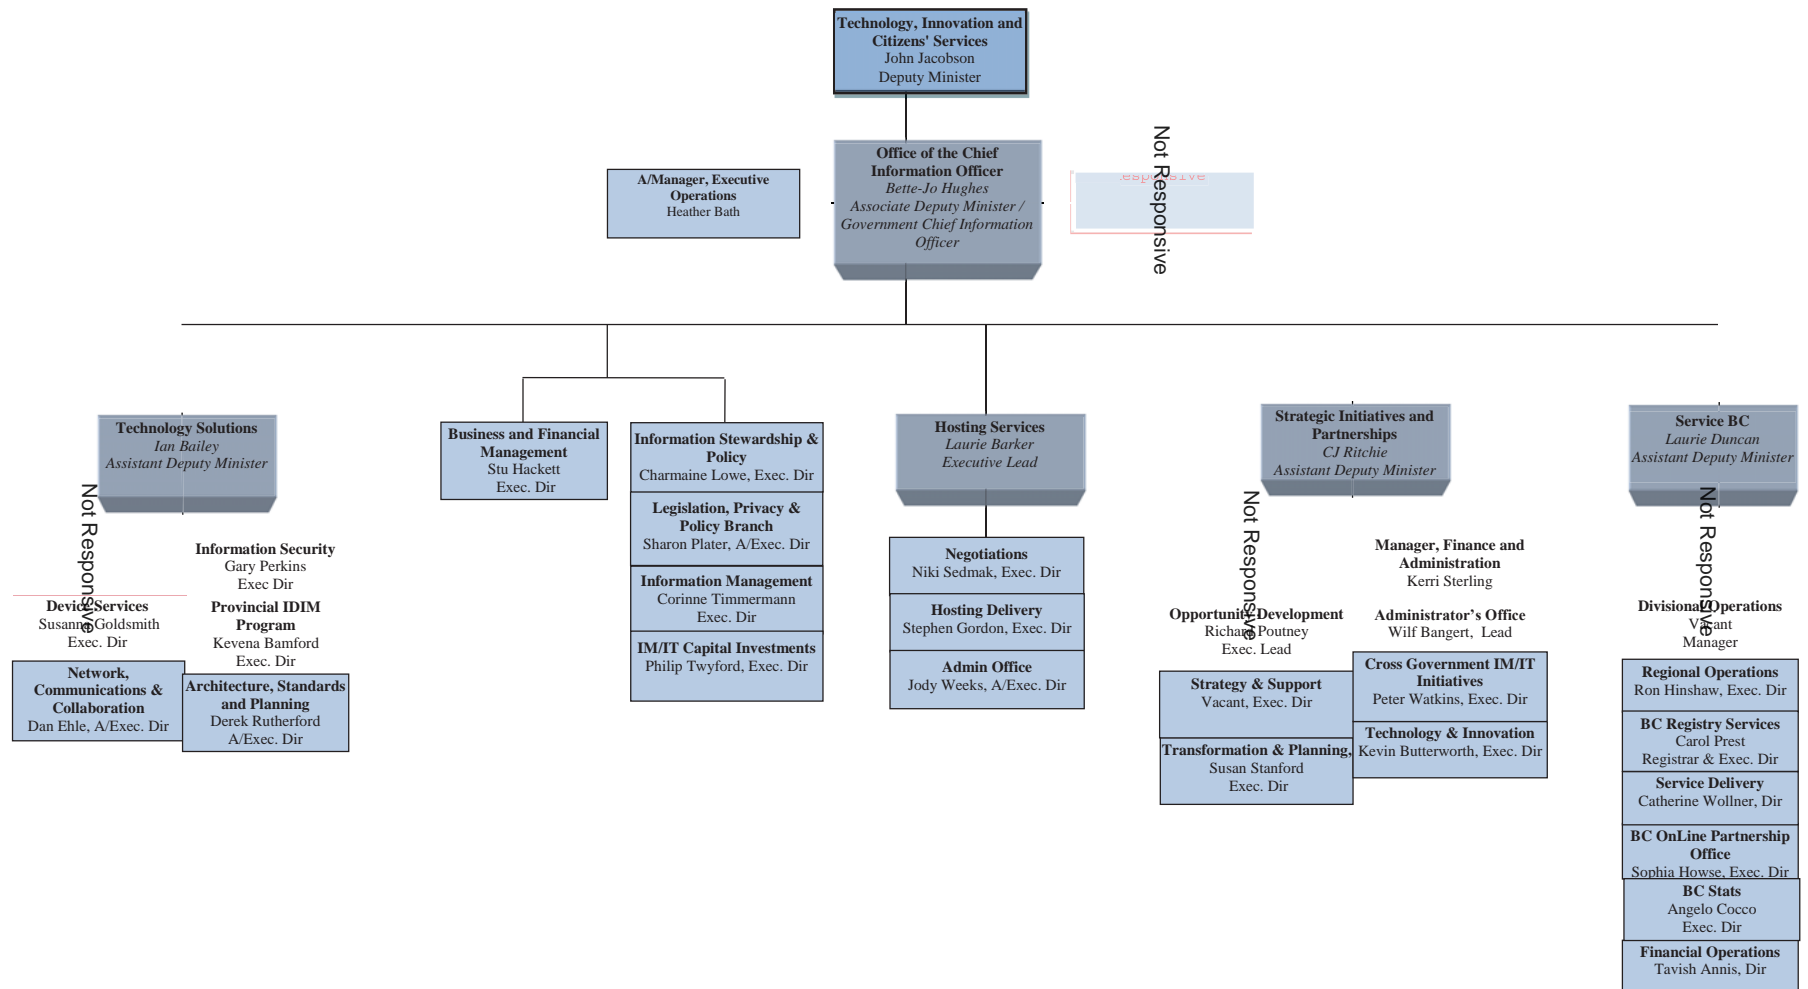 Technology, Innovation and
Citizens' Services
John Jacobson
Deputy Minister
Office of the Chief
Information Officer
Bette-Jo Hughes
Associate Deputy Minister /
Government Chief Information
Officer
A/Manager, Executive
Operations
Heather Bath
esponsive
Not Responsive
Technology Solutions
Ian Bailey
Assistant Deputy Minister
Not Responsive
Information Security
Gary Perkins
Exec Dir
Device Services
Susanne Goldsmith
Exec. Dir
Provincial IDIM
Program
Kevena Bamford
Exec. Dir
Network,
Communications &
Collaboration
Dan Ehle, A/Exec. Dir
Architecture, Standards
and Planning
Derek Rutherford
A/Exec. Dir
Business and Financial
Management
Stu Hackett
Exec. Dir
Information Stewardship &
Policy
Charmaine Lowe, Exec. Dir
Legislation, Privacy &
Policy Branch
Sharon Plater, A/Exec. Dir
Information Management
Corinne Timmermann
Exec. Dir
IM/IT Capital Investments
Philip Twyford, Exec. Dir
Hosting Services
Laurie Barker
Executive Lead
Negotiations
Niki Sedmak, Exec. Dir
Hosting Delivery
Stephen Gordon, Exec. Dir
Admin Office
Jody Weeks, A/Exec. Dir
Strategic Initiatives and
Partnerships
CJ Ritchie
Assistant Deputy Minister
Not Responsive
Manager, Finance and
Administration
Kerri Sterling
Opportunity Development
Richard Poutney
Exec. Lead
Administrator's Office
Wilf Bangert, Lead
Strategy & Support
Vacant, Exec. Dir
Cross Government IM/IT
Initiatives
Peter Watkins, Exec. Dir
Transformation & Planning,
Susan Stanford
Exec. Dir
Technology & Innovation
Kevin Butterworth, Exec. Dir
Service BC
Laurie Duncan
Assistant Deputy Minister
Not Responsive
Divisional Operations
Vacant
Manager
Regional Operations
Ron Hinshaw, Exec. Dir
BC Registry Services
Carol Prest
Registrar & Exec. Dir
Service Delivery
Catherine Wollner, Dir
BC OnLine Partnership
Office
Sophia Howse, Exec. Dir
BC Stats
Angelo Cocco
Exec. Dir
Financial Operations
Tavish Annis, Dir